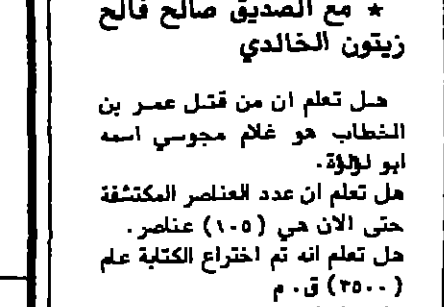 * مع الصديق صالح فالح
زيتون الخالدي
هل تعلم ان من قتل عمر بن
الخطاب هو غلام مجوسي اسمه
ابو لؤلؤة.
هل تعلم ان عدد العناصر المكتشفة
حتى الان هي (١٠٥) عناصر.
هل تعلم انه تم اختراع الكتابة عام
(٣٥٠٠) ق.م